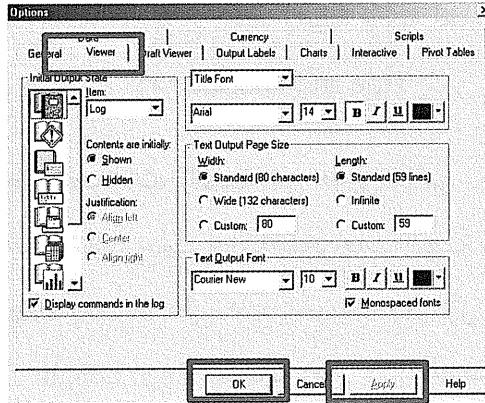 Options
Data Currency Scripts
General Viewer Draft Viewer Output Labels Charts Interactive Pivot Tables
Initial Output State
Item:
Log
Contents are initially:
Shown
Hidden
Justification:
Align left
Center
Align right
Display commands in the log
Title Font
Arial 14 B I U
Text Output Page Size
Width: Length:
Standard (80 characters) Standard (59 lines)
Wide (132 characters) Infinite
Custom: 80 Custom: 59
Text Output Font
Courier New 10 B I U
Monospaced fonts
OK Cancel Apply Help